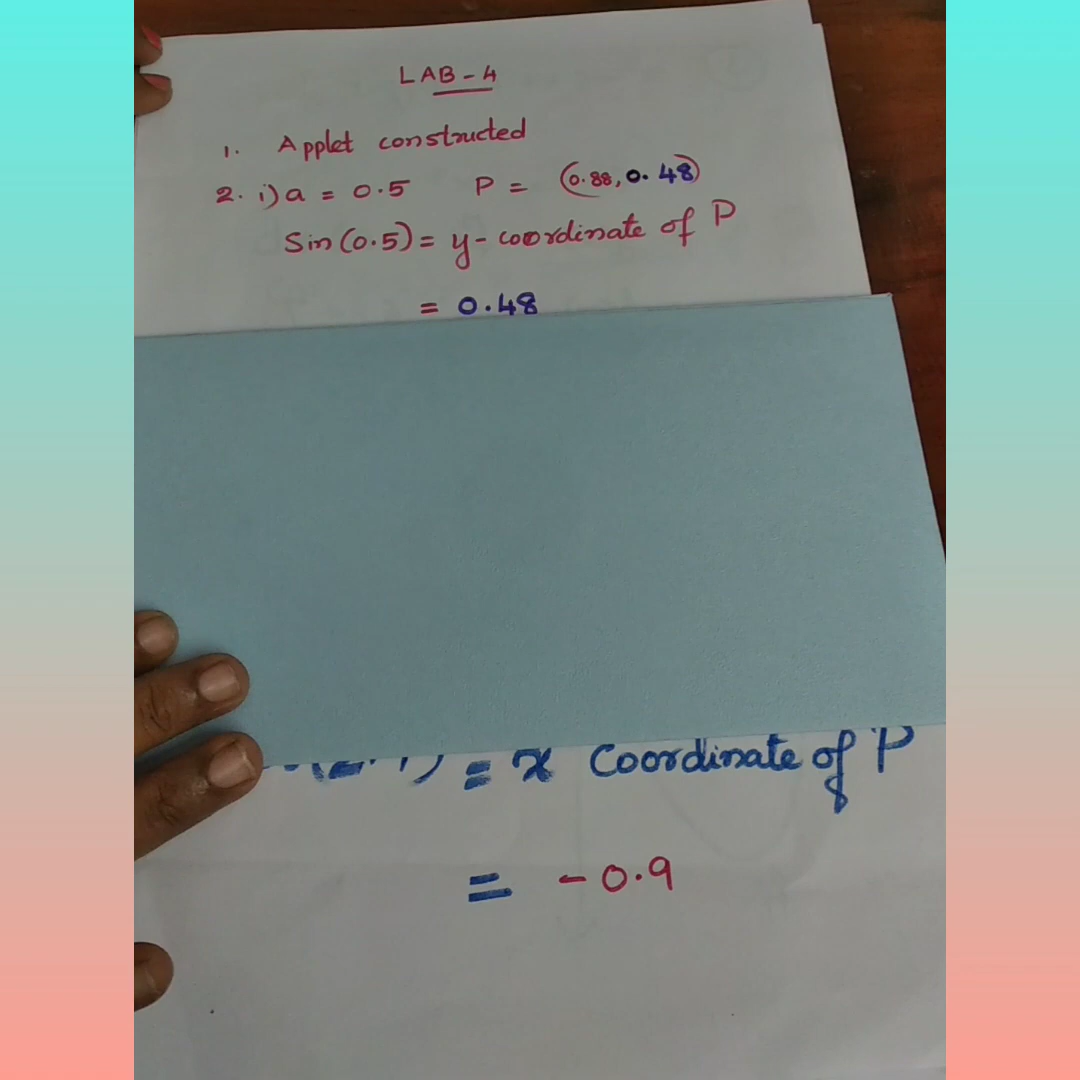 LAB - 4
1. Applet constructed
2. i) a = 0.5 P = (0.88, 0.48)
Sin (0.5) = y - coordinate of P
= 0.48
= x Coordinate of P
= - 0.9